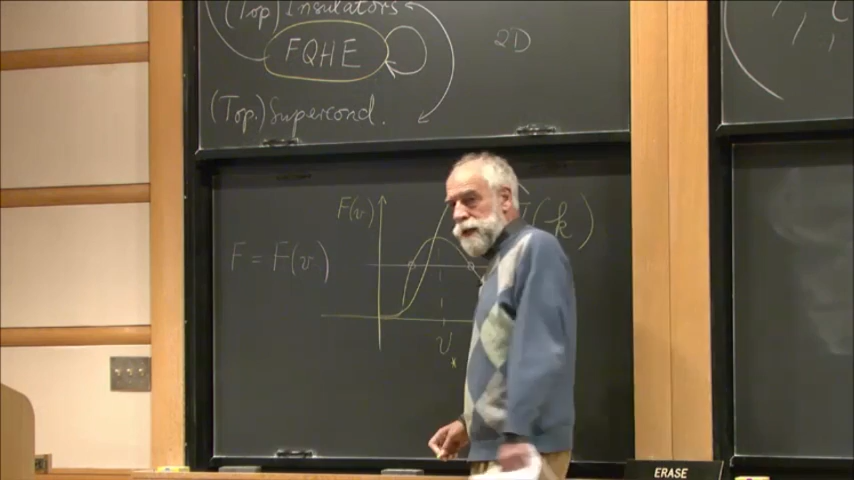 (Top) Insulators
FQHE
2D
(Top.) Supercond.
F(v)
(k)
F = F(v)
v*
ERASE